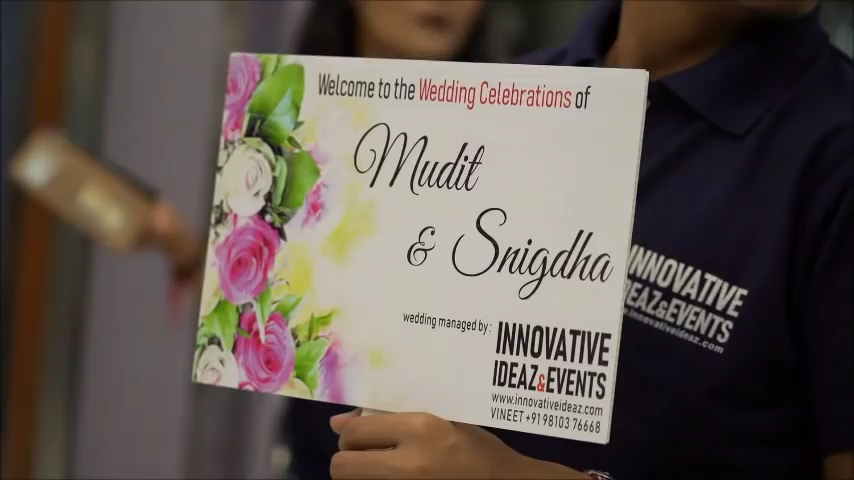 Welcome to the Wedding Celebrations of
Mudit
& Snigdha
wedding managed by:
INNOVATIVE
IDEAZ&EVENTS
www.innovativeideaz.com
VINEET +91 98103 76668
INNOVATIVE
IDEAZ&EVENTS
www.innovativeideaz.com